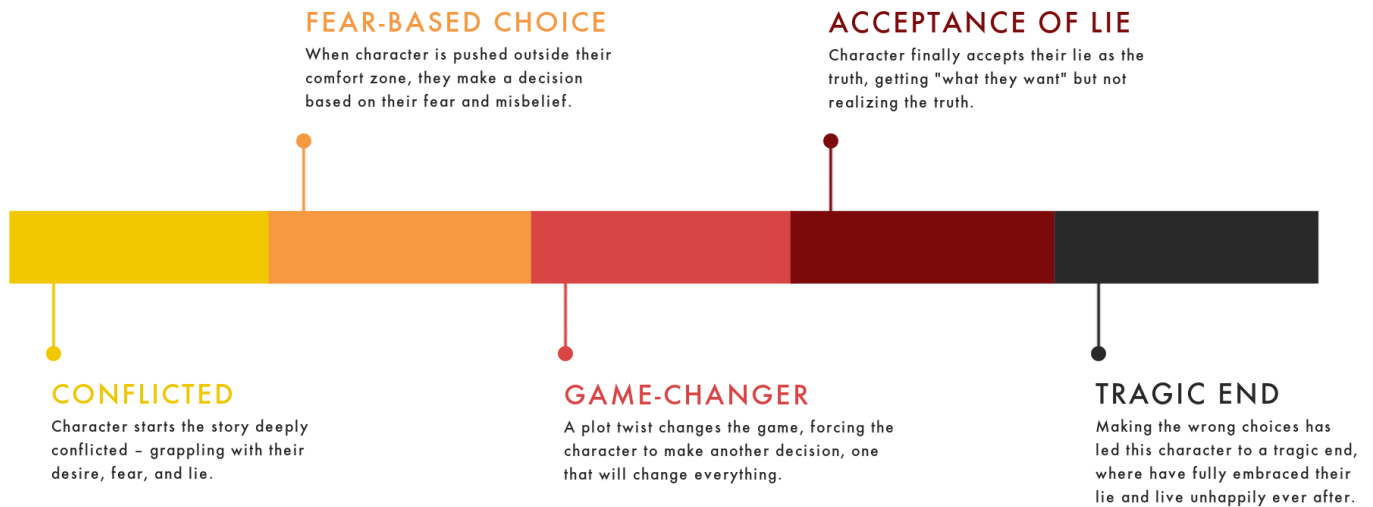 FEAR-BASED CHOICE
When character is pushed outside their
comfort zone, they make a decision
based on their fear and misbelief.
ACCEPTANCE OF LIE
Character finally accepts their lie as the
truth, getting "what they want" but not
realizing the truth.
CONFLICTED
Character starts the story deeply
conflicted – grappling with their
desire, fear, and lie.
GAME-CHANGER
A plot twist changes the game, forcing the
character to make another decision, one
that will change everything.
TRAGIC END
Making the wrong choices has
led this character to a tragic end,
where have fully embraced their
lie and live unhappily ever after.